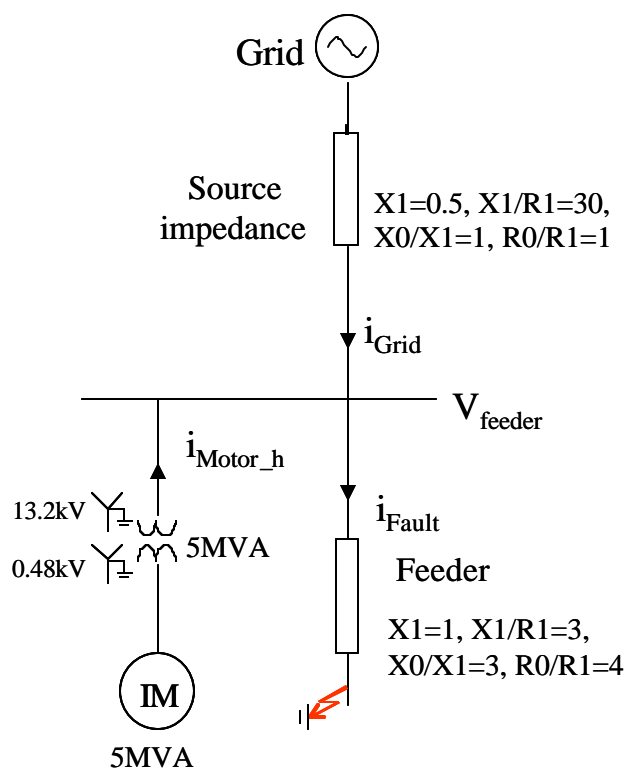 Grid
Source
impedance
X1=0.5, X1/R1=30,
X0/X1=1, R0/R1=1
iGrid
Vfeeder
iMotor_h
13.2kV
5MVA
0.48kV
iFault
Feeder
X1=1, X1/R1=3,
X0/X1=3, R0/R1=4
IM
5MVA